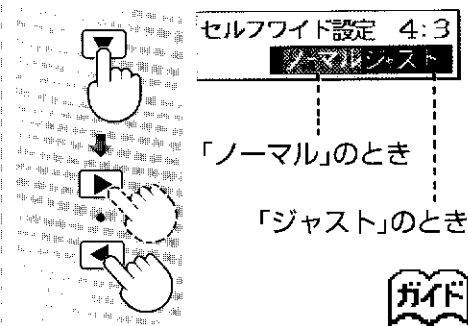 セルフワイド設定 4:3
ノーマル ジャスト
「ノーマル」のとき
「ジャスト」のとき
ガイド